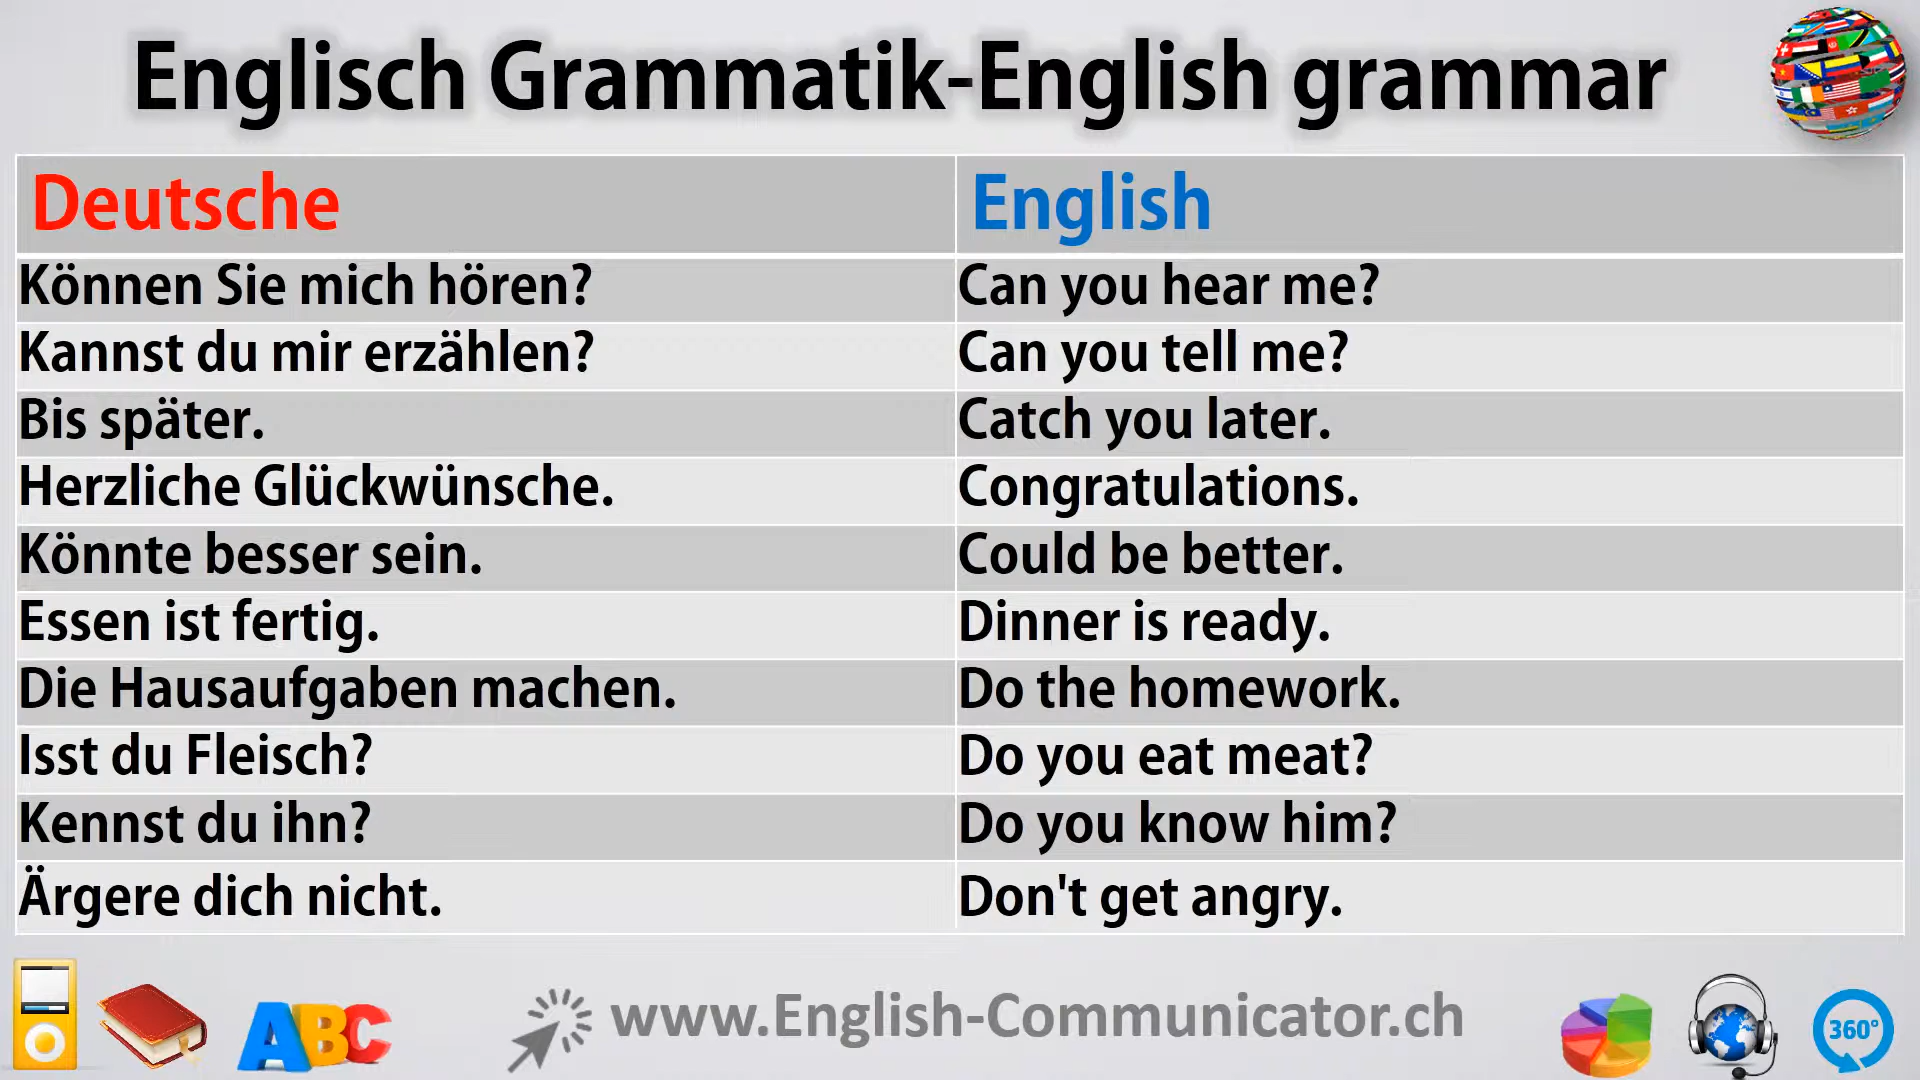 Englisch Grammatik-English grammar
Deutsche English
Können Sie mich hören? Can you hear me?
Kannst du mir erzählen? Can you tell me?
Bis später. Catch you later.
Herzliche Glückwünsche. Congratulations.
Könnte besser sein. Could be better.
Essen ist fertig. Dinner is ready.
Die Hausaufgaben machen. Do the homework.
Isst du Fleisch? Do you eat meat?
Kennst du ihn? Do you know him?
Ärgere dich nicht. Don't get angry.
ABC www.English-Communicator.ch 360°